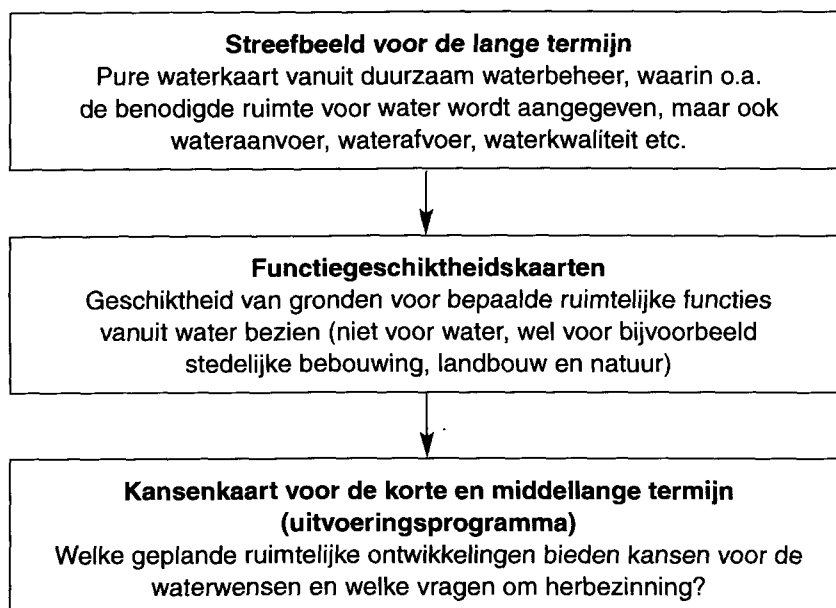 Streefbeeld voor de lange termijn
Pure waterkaart vanuit duurzaam waterbeheer, waarin o.a.
de benodigde ruimte voor water wordt aangegeven, maar ook
wateraanvoer, waterafvoer, waterkwaliteit etc.
Functiegeschiktheidskaarten
Geschiktheid van gronden voor bepaalde ruimtelijke functies
vanuit water bezien (niet voor water, wel voor bijvoorbeeld
stedelijke bebouwing, landbouw en natuur)
Kansenkaart voor de korte en middellange termijn
(uitvoeringsprogramma)
Welke geplande ruimtelijke ontwikkelingen bieden kansen voor de
waterwensen en welke vragen om herbezinning?